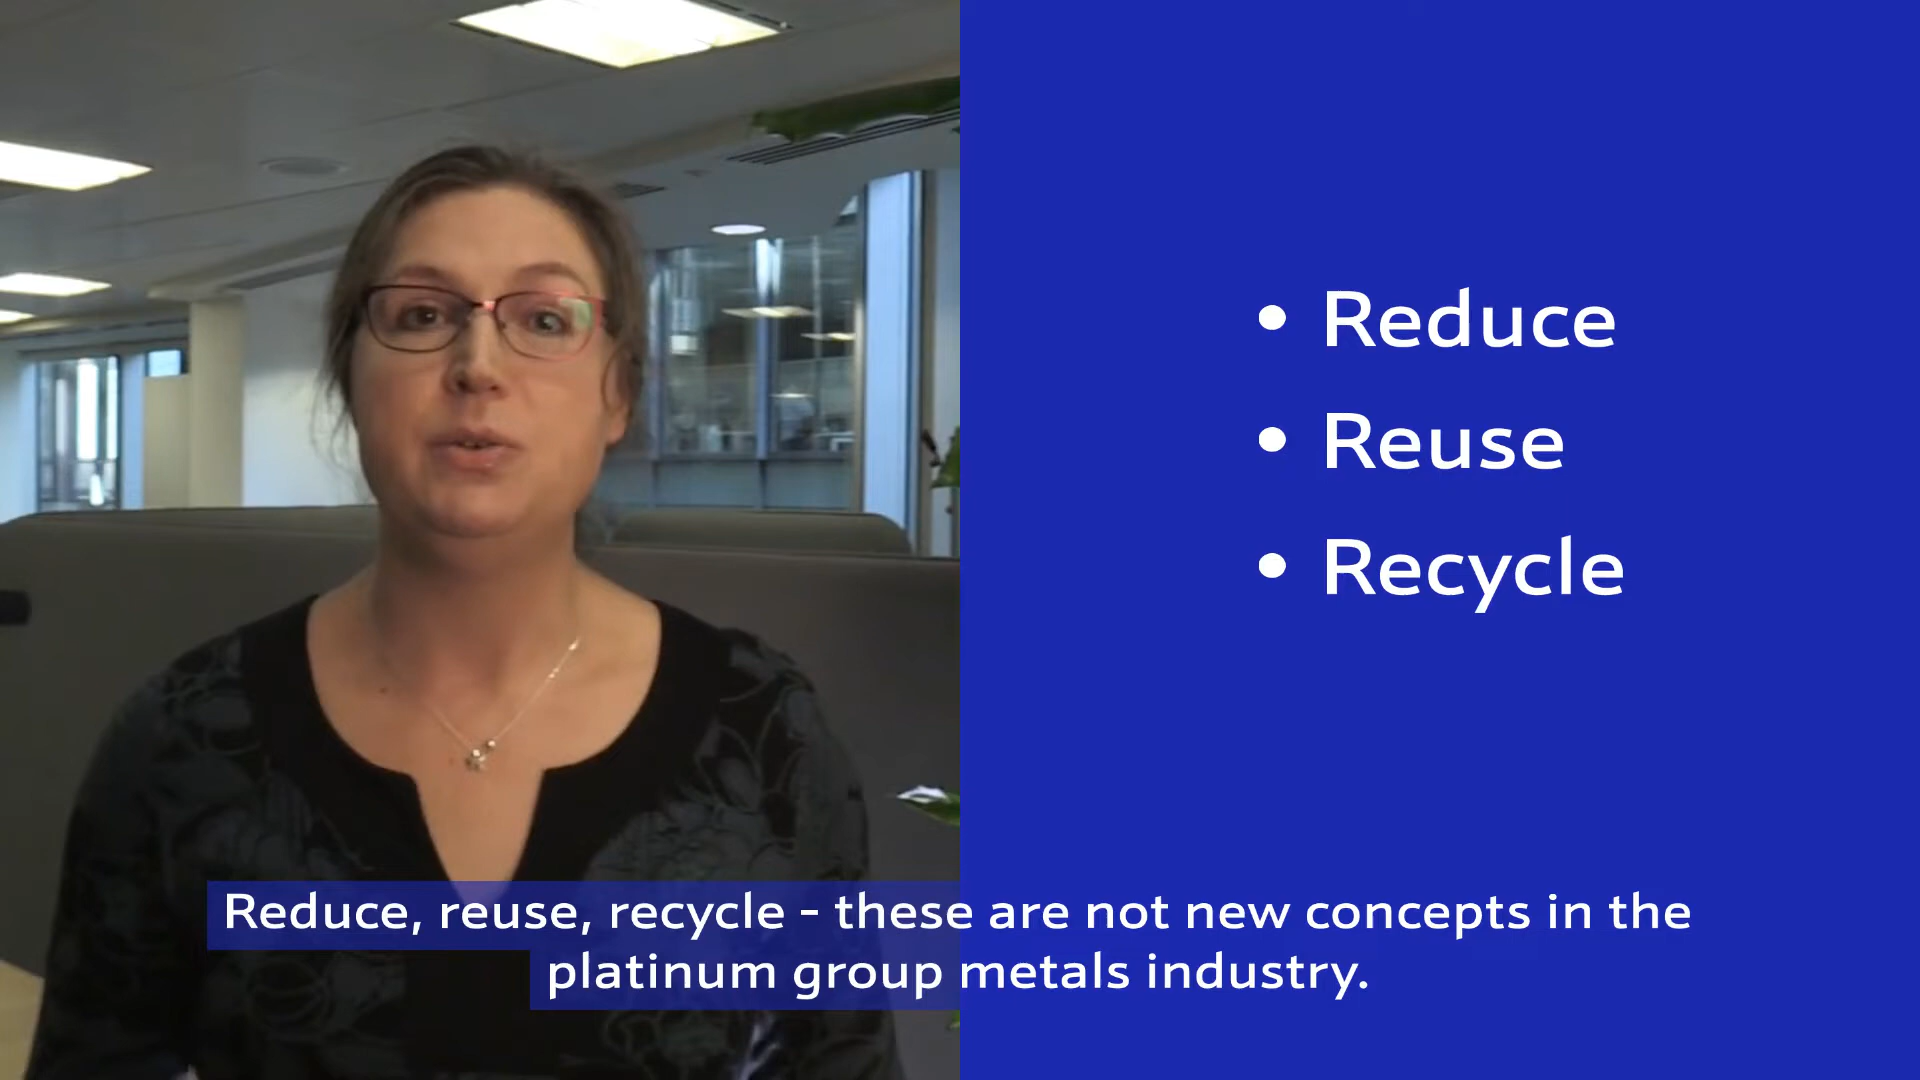 • Reduce
• Reuse
• Recycle
Reduce, reuse, recycle - these are not new concepts in the
platinum group metals industry.